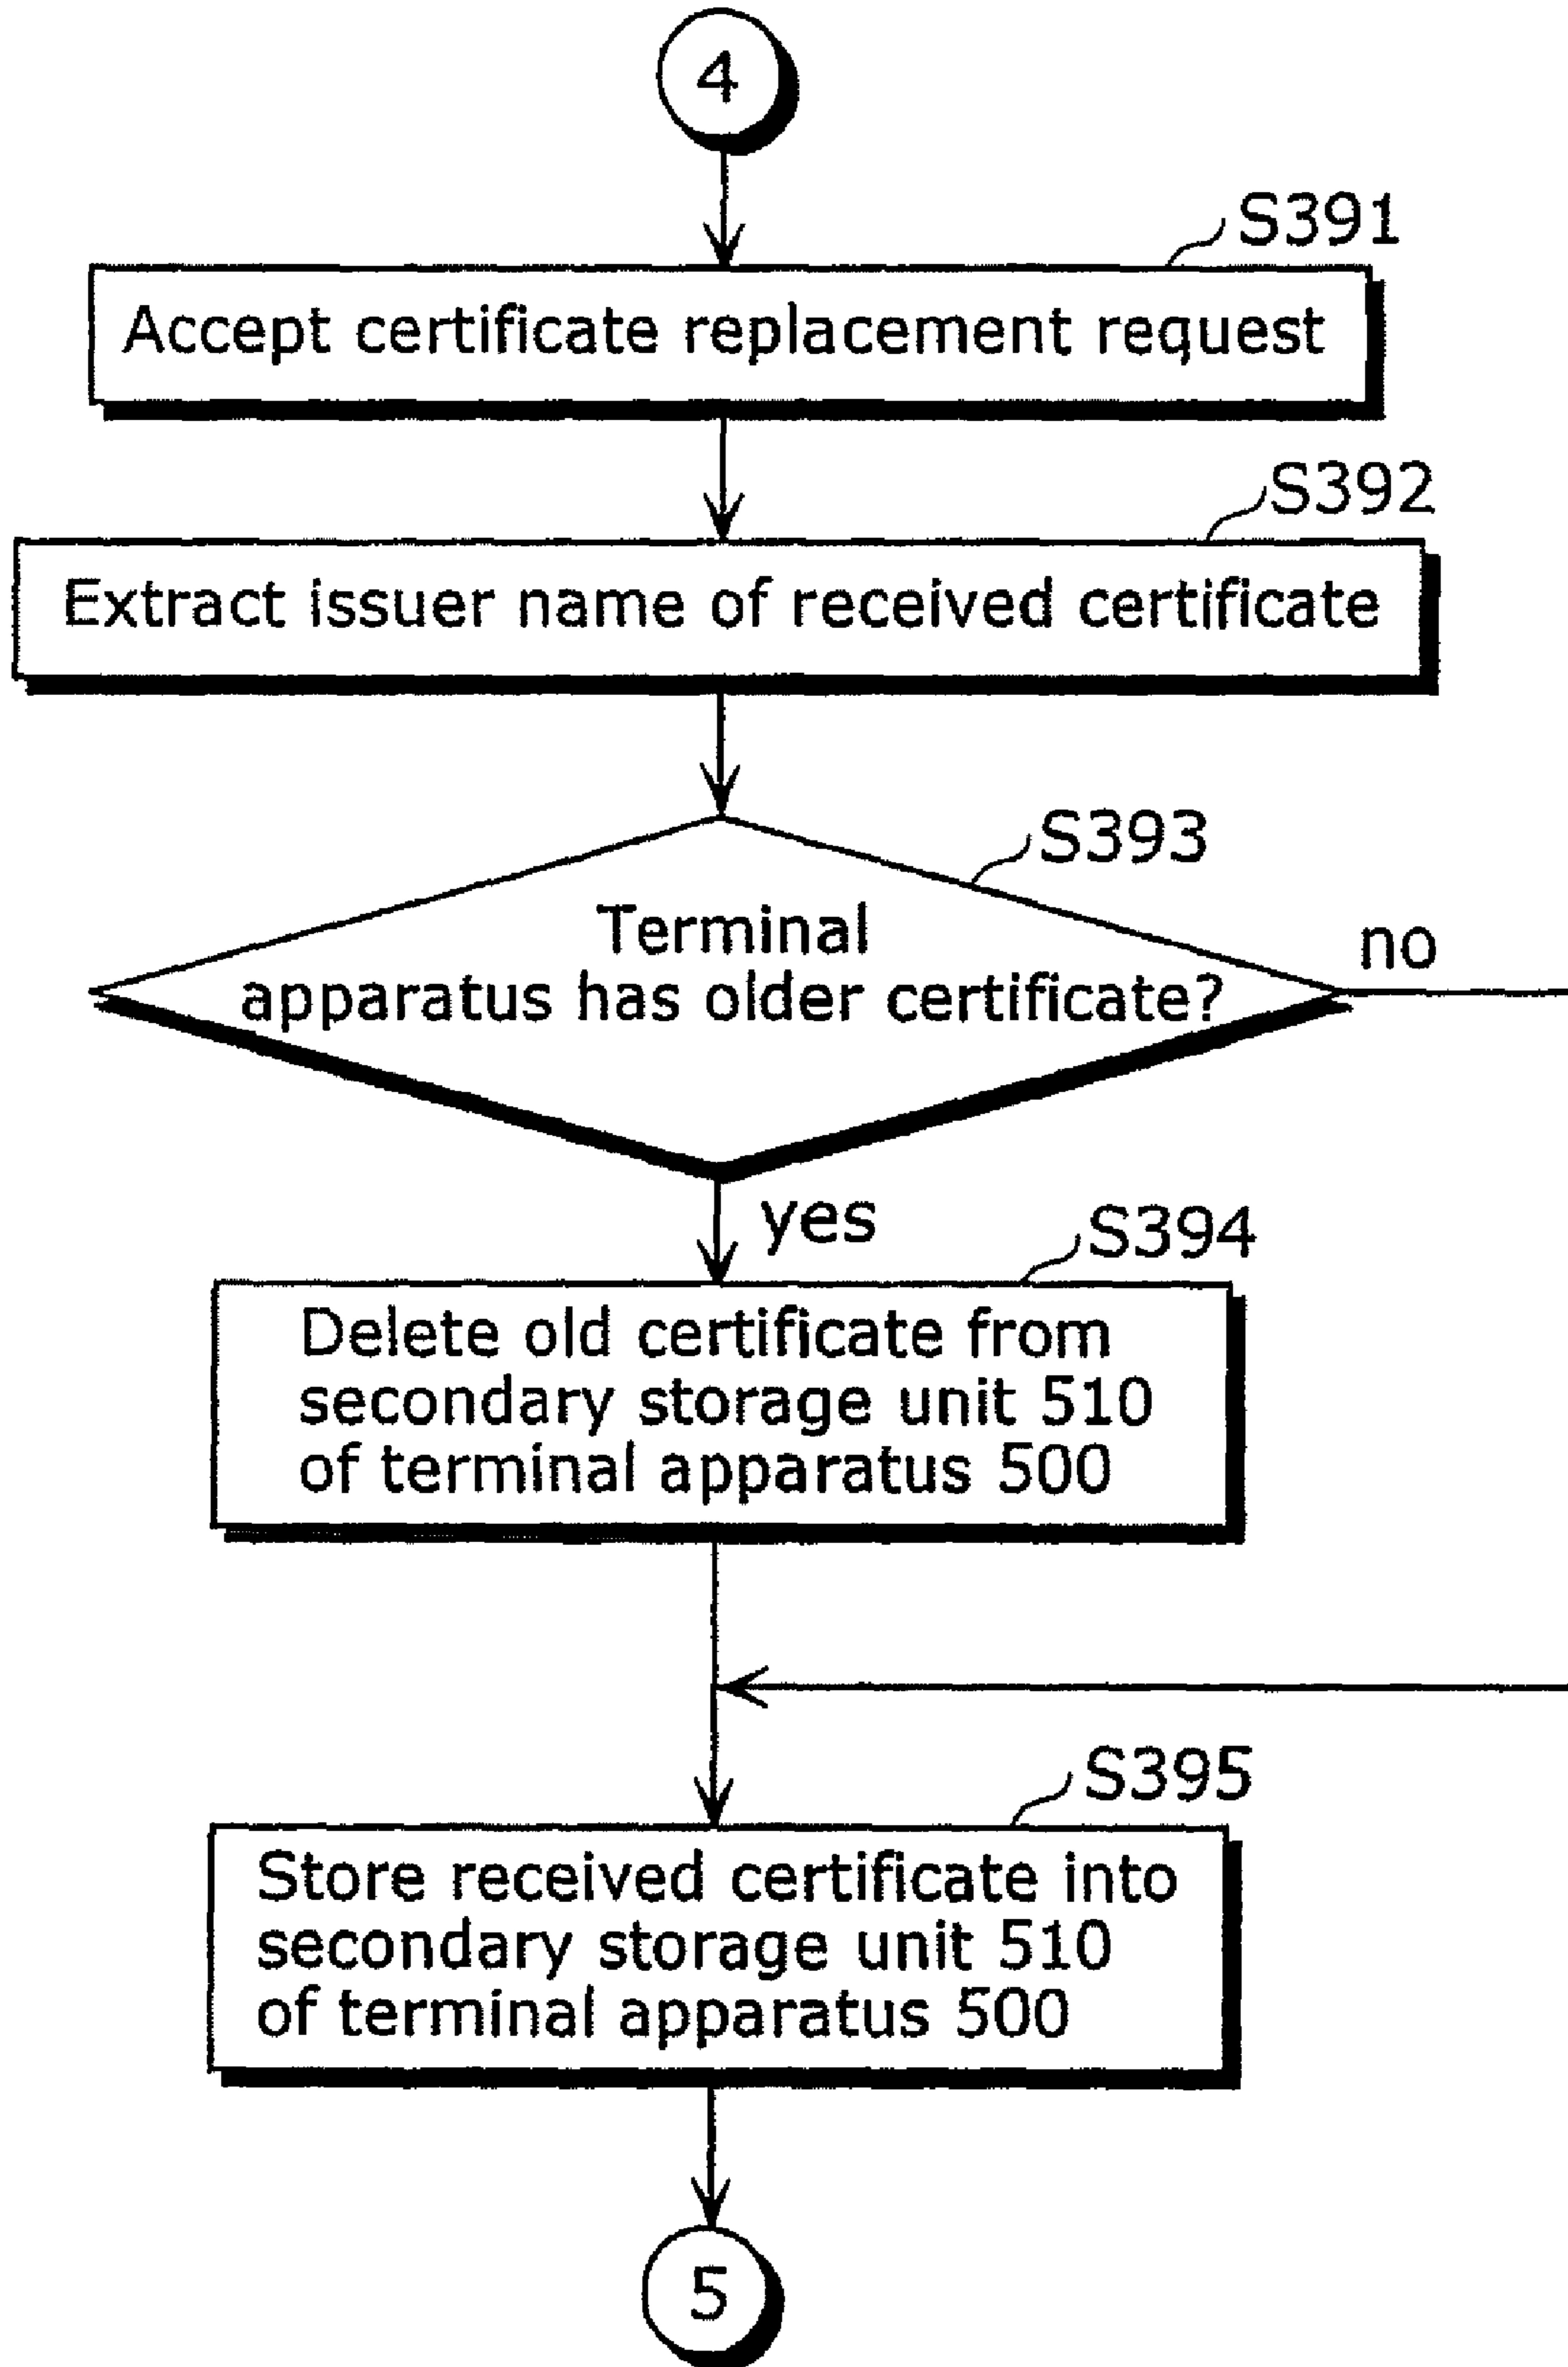 4
S391
Accept certificate replacement request
S392
Extract issuer name of received certificate
S393
Terminal
apparatus has older certificate?
no
yes
S394
Delete old certificate from
secondary storage unit 510
of terminal apparatus 500
S395
Store received certificate into
secondary storage unit 510
of terminal apparatus 500
5